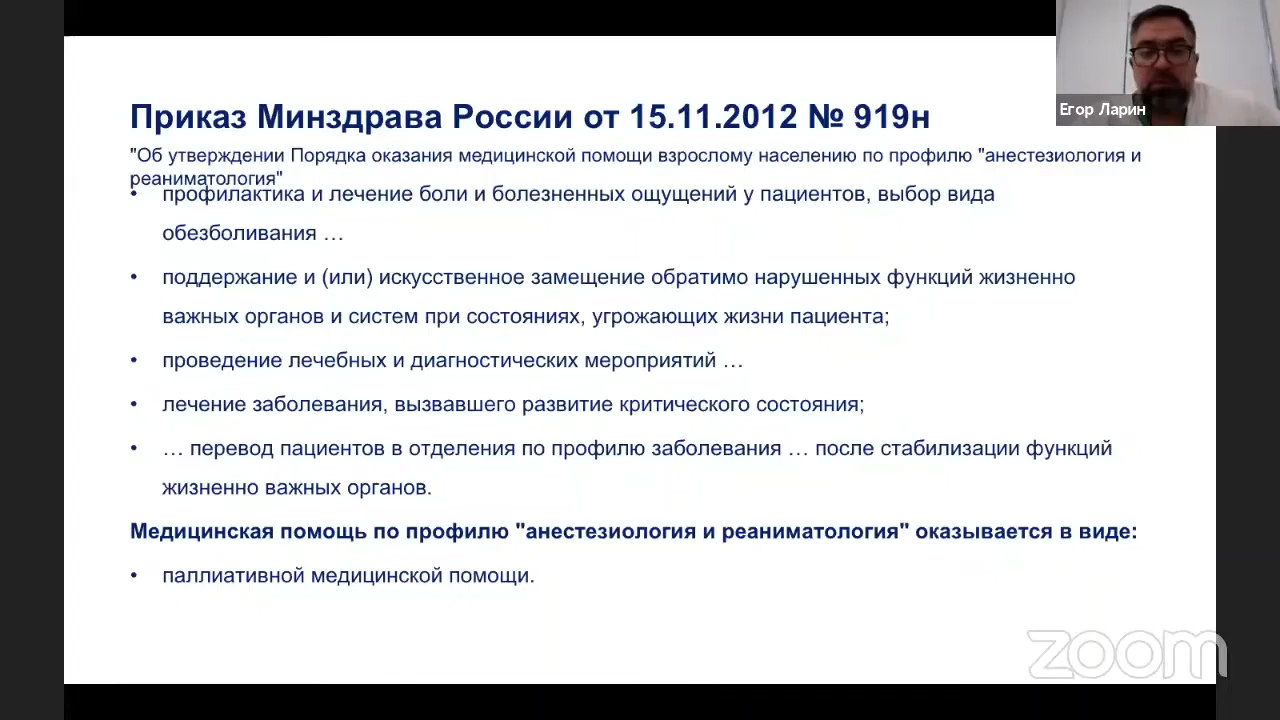 Егор Ларин
Приказ Минздрава России от 15.11.2012 № 919н
"Об утверждении Порядка оказания медицинской помощи взрослому населению по профилю "анестезиология и
реаниматология"
• профилактика и лечение боли и болезненных ощущений у пациентов, выбор вида
обезболивания …
• поддержание и (или) искусственное замещение обратимо нарушенных функций жизненно
важных органов и систем при состояниях, угрожающих жизни пациента;
• проведение лечебных и диагностических мероприятий …
• лечение заболевания, вызвавшего развитие критического состояния;
• … перевод пациентов в отделения по профилю заболевания … после стабилизации функций
жизненно важных органов.
Медицинская помощь по профилю "анестезиология и реаниматология" оказывается в виде:
• паллиативной медицинской помощи.
zoom